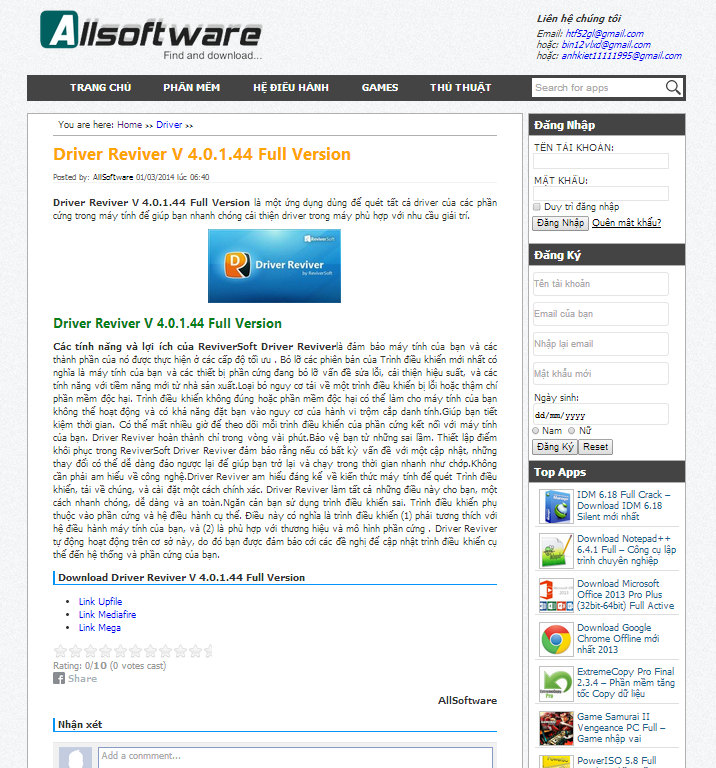 Allsoftware
Find and download...
Liên hệ chúng tôi
Email: htf52gl@gmail.com
hoặc: bin12vlxd@gmail.com
hoặc: anhkiet11111995@gmail.com
TRANG CHỦ PHẦN MỀM HỆ ĐIỀU HÀNH GAMES THỦ THUẬT Search for apps
You are here: Home ›› Driver ››
Driver Reviver V 4.0.1.44 Full Version
Posted by: AllSoftware 01/03/2014 lúc 06:40
Driver Reviver V 4.0.1.44 Full Version là một ứng dụng dùng để quét tất cả driver của các phần
cứng trong máy tính để giúp bạn nhanh chóng cải thiện driver trong máy phù hợp với nhu cầu giải trí.
ReviverSoft
Driver Reviver
by ReviverSoft
Driver Reviver V 4.0.1.44 Full Version
Các tính năng và lợi ích của ReviverSoft Driver Reviverlà đảm bảo máy tính của bạn và các
thành phần của nó được thực hiện ở các cấp độ tối ưu . Bỏ lỡ các phiên bản của Trình điều khiển mới nhất có
nghĩa là máy tính của bạn và các thiết bị phần cứng đang bỏ lỡ vấn đề sửa lỗi, cải thiện hiệu suất, và các
tính năng với tiềm năng mới từ nhà sản xuất.Loại bỏ nguy cơ tải về một trình điều khiển bị lỗi hoặc thậm chí
phần mềm độc hại. Trình điều khiển không đúng hoặc phần mềm độc hại có thể làm cho máy tính của bạn
không thể hoạt động và có khả năng đặt bạn vào nguy cơ của hành vi trộm cắp danh tính.Giúp bạn tiết
kiệm thời gian. Có thể mất nhiều giờ để theo dõi mỗi trình điều khiển của phần cứng kết nối với máy tính
của bạn. Driver Reviver hoàn thành chỉ trong vòng vài phút.Bảo vệ bạn từ những sai lầm. Thiết lập điểm
khôi phục trong ReviverSoft Driver Reviver đảm bảo rằng nếu có bất kỳ vấn đề với một cập nhật, những
thay đổi có thể dễ dàng đảo ngược lại để giúp bạn trở lại và chạy trong thời gian nhanh như chớp.Không
cần phải am hiểu về công nghệ.Driver Reviver am hiểu đáng kể về kiến thức máy tính để quét Trình điều
khiển, tải về chúng, và cài đặt một cách chính xác. Driver Reviver làm tất cả những điều này cho bạn, một
cách nhanh chóng, dễ dàng và an toàn.Ngăn cản bạn sử dụng trình điều khiển sai. Trình điều khiển phụ
thuộc vào phần cứng và hệ điều hành cụ thể. Điều này có nghĩa là trình điều khiển (1) phải tương thích với
hệ điều hành máy tính của bạn, và (2) là phù hợp với thương hiệu và mô hình phần cứng . Driver Reviver
tự động hoạt động trên cơ sở này, do đó bạn được đảm bảo với các đề nghị để cập nhật trình điều khiển cụ
thể đến hệ thống và phần cứng của bạn.
Download Driver Reviver V 4.0.1.44 Full Version
Link Upfile
Link Mediafire
Link Mega
Rating: 0/10 (0 votes cast)
Share
AllSoftware
Nhận xét
Add a conmment...
Đăng Nhập
TÊN TÀI KHOẢN:
MẬT KHẨU:
Duy trì đăng nhập
Đăng Nhập Quên mật khẩu?
Đăng Ký
Tên tài khoản
Email của bạn
Nhập lại email
Mật khẩu mới
Ngày sinh:
dd/mm/yyyy
Nam Nữ
Đăng Ký Reset
Top Apps
IDM 6.18 Full Crack –
Download IDM 6.18
Silent mới nhất
Download Notepad++
6.4.1 Full – Công cụ lập
trình chuyên nghiệp
Download Microsoft
Office 2013 Pro Plus
(32bit-64bit) Full Active
Download Google
Chrome Offline mới
nhất 2013
ExtremeCopy Pro Final
2.3.4 – Phần mềm tăng
tốc Copy dữ liệu
Game Samurai II
Vengeance PC Full –
Game nhập vai
PowerISO 5.8 Full